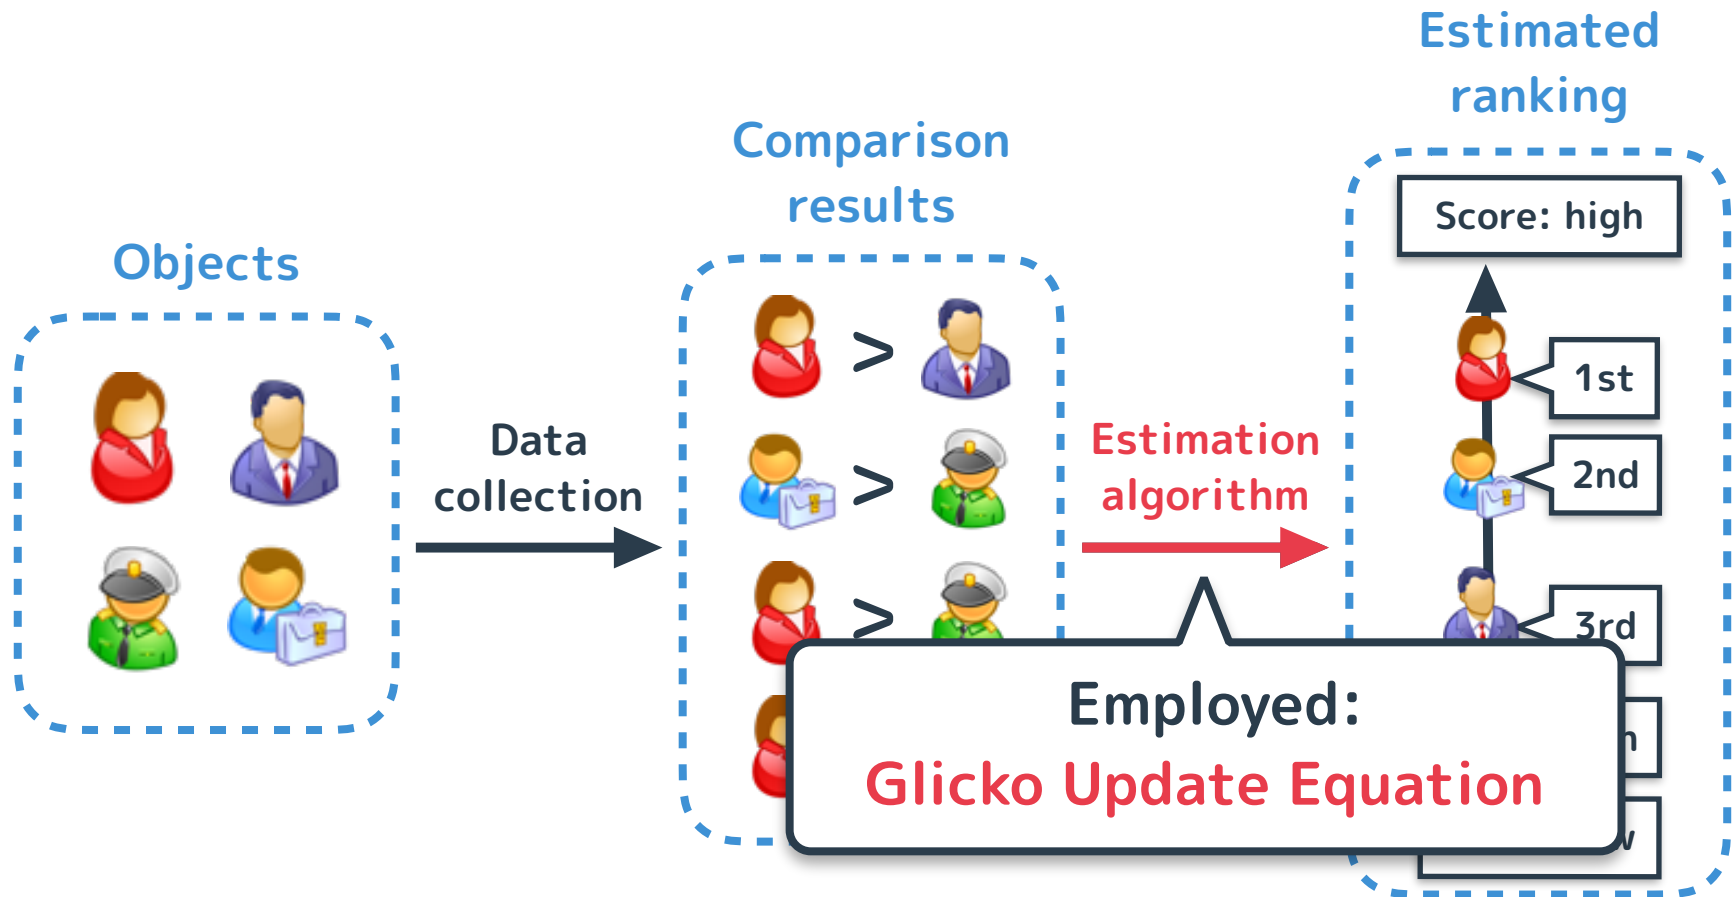 Objects
Data
collection
Comparison
results
>
>
>
Estimation
algorithm
Estimated
ranking
Score: high
1st
2nd
3rd
Employed:
Glicko Update Equation